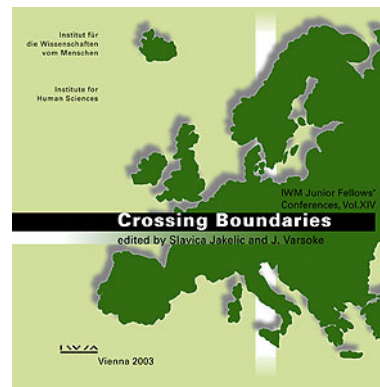 Institut für
die Wissenschaften
vom Menschen
Institute for
Human Sciences
IWM Junior Fellows'
Conferences, Vol.XIV
Crossing Boundaries
edited by Slavica Jakelic and J. Varsoke
IWM
Vienna 2003